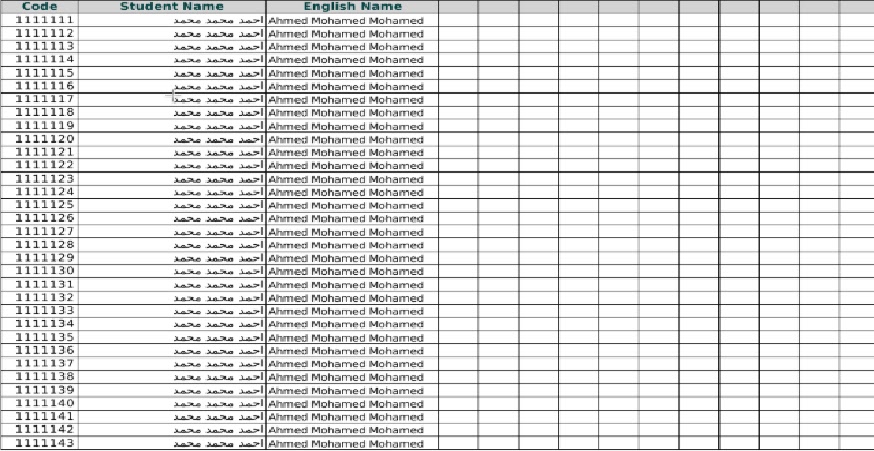 Code Student Name English Name
1111111 احمد محمد محمد Ahmed Mohamed Mohamed
1111112 احمد محمد محمد Ahmed Mohamed Mohamed
1111113 احمد محمد محمد Ahmed Mohamed Mohamed
1111114 احمد محمد محمد Ahmed Mohamed Mohamed
1111115 احمد محمد محمد Ahmed Mohamed Mohamed
1111116 احمد محمد محمد Ahmed Mohamed Mohamed
1111117 احمد محمد محمد Ahmed Mohamed Mohamed
1111118 احمد محمد محمد Ahmed Mohamed Mohamed
1111119 احمد محمد محمد Ahmed Mohamed Mohamed
1111120 احمد محمد محمد Ahmed Mohamed Mohamed
1111121 احمد محمد محمد Ahmed Mohamed Mohamed
1111122 احمد محمد محمد Ahmed Mohamed Mohamed
1111123 احمد محمد محمد Ahmed Mohamed Mohamed
1111124 احمد محمد محمد Ahmed Mohamed Mohamed
1111125 احمد محمد محمد Ahmed Mohamed Mohamed
1111126 احمد محمد محمد Ahmed Mohamed Mohamed
1111127 احمد محمد محمد Ahmed Mohamed Mohamed
1111128 احمد محمد محمد Ahmed Mohamed Mohamed
1111129 احمد محمد محمد Ahmed Mohamed Mohamed
1111130 احمد محمد محمد Ahmed Mohamed Mohamed
1111131 احمد محمد محمد Ahmed Mohamed Mohamed
1111132 احمد محمد محمد Ahmed Mohamed Mohamed
1111133 احمد محمد محمد Ahmed Mohamed Mohamed
1111134 احمد محمد محمد Ahmed Mohamed Mohamed
1111135 احمد محمد محمد Ahmed Mohamed Mohamed
1111136 احمد محمد محمد Ahmed Mohamed Mohamed
1111137 احمد محمد محمد Ahmed Mohamed Mohamed
1111138 احمد محمد محمد Ahmed Mohamed Mohamed
1111139 احمد محمد محمد Ahmed Mohamed Mohamed
1111140 احمد محمد محمد Ahmed Mohamed Mohamed
1111141 احمد محمد محمد Ahmed Mohamed Mohamed
1111142 احمد محمد محمد Ahmed Mohamed Mohamed
1111143 احمد محمد محمد Ahmed Mohamed Mohamed